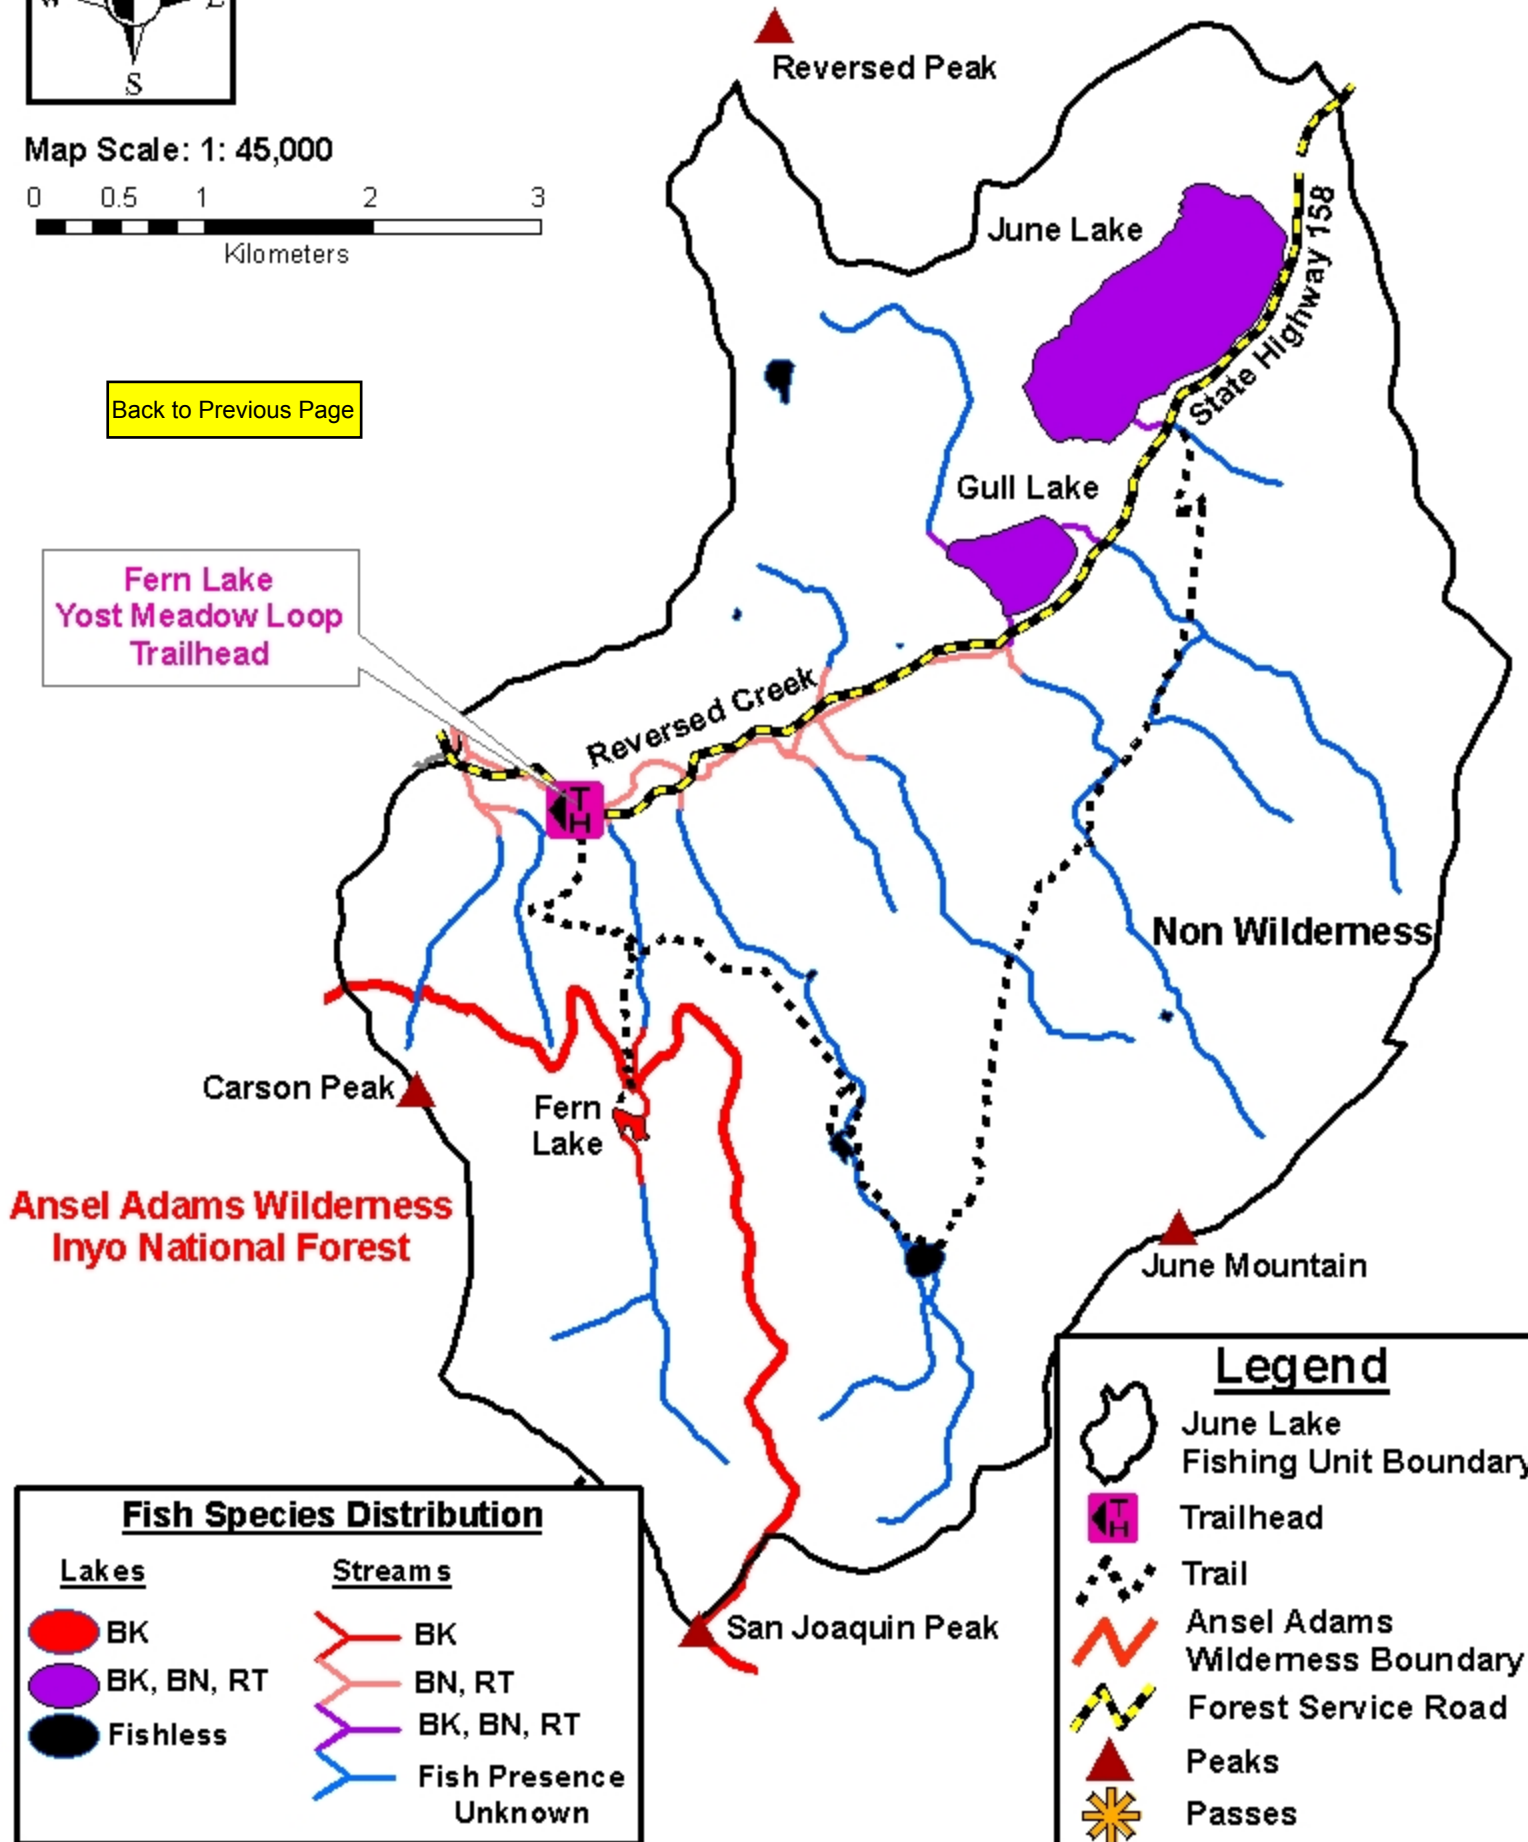 W
E
S
Map Scale: 1: 45,000
0 0.5 1 2 3
Kilometers
Back to Previous Page
Reversed Peak
June Lake
State Highway 158
Gull Lake
Fern Lake
Yost Meadow Loop
Trailhead
Reversed Creek
T
H
Non Wilderness
Carson Peak
Fern
Lake
Ansel Adams Wilderness
Inyo National Forest
June Mountain
San Joaquin Peak
Fish Species Distribution
Lakes
BK
BK, BN, RT
Fishless
Streams
BK
BN, RT
BK, BN, RT
Fish Presence
Unknown
Legend
June Lake
Fishing Unit Boundary
T
H
Trailhead
Trail
Ansel Adams
Wilderness Boundary
Forest Service Road
Peaks
Passes